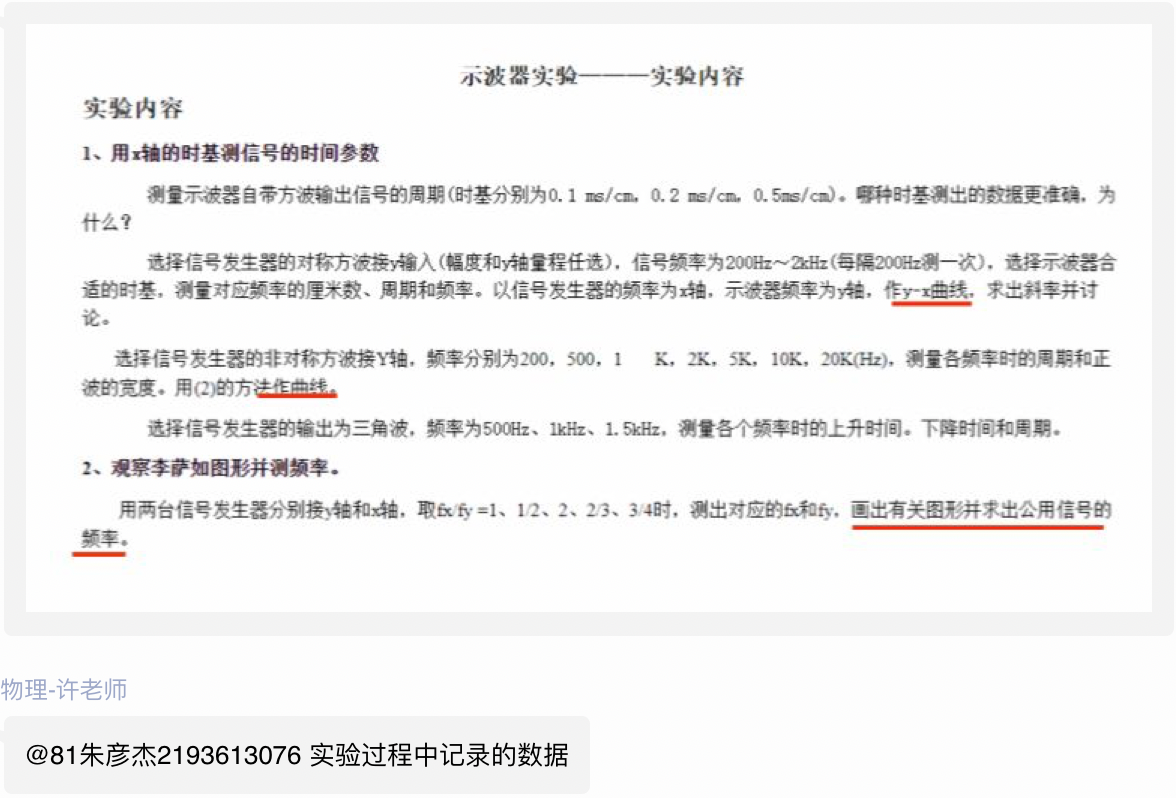 示波器实验———实验内容
实验内容
1、用x轴的时基测信号的时间参数
测量示波器自带方波输出信号的周期(时基分别为0.1 ms/cm，0.2 ms/cm，0.5ms/cm)。哪种时基测出的数据更准确，为
什么？
选择信号发生器的对称方波接y输入(幅度和y轴量程任选)，信号频率为200Hz～2kHz(每隔200Hz测一次)，选择示波器合
适的时基，测量对应频率的厘米数、周期和频率。以信号发生器的频率为x轴，示波器频率为y轴，作y-x曲线，求出斜率并讨
论。
选择信号发生器的非对称方波接Y轴，频率分别为200，500，1 K，2K，5K，10K，20K(Hz)，测量各频率时的周期和正
波的宽度。用(2)的方法作曲线。
选择信号发生器的输出为三角波，频率为500Hz、1kHz、1.5kHz，测量各个频率时的上升时间。下降时间和周期。
2、观察李萨如图形并测频率。
用两台信号发生器分别接y轴和x轴，取fx/fy =1、1/2、2、2/3、3/4时，测出对应的fx和fy，画出有关图形并求出公用信号的
频率。
物理-许老师
@81朱彦杰2193613076 实验过程中记录的数据